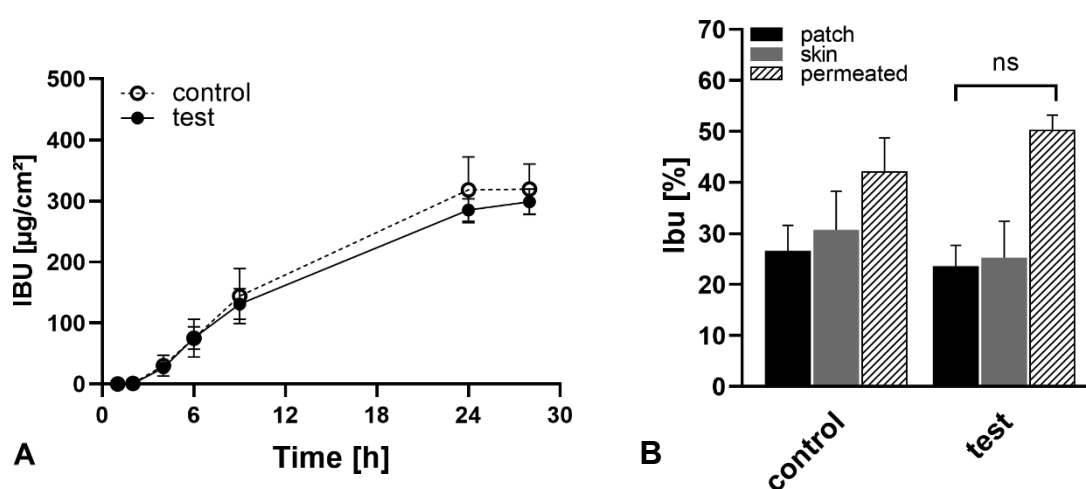 500
400
300
200
100
0
IBU [µg/cm²]
control
test
0
6
12
18
24
30
Time [h]
A
70
60
50
40
30
20
10
0
Ibu [%]
patch
skin
permeated
ns
control
test
B